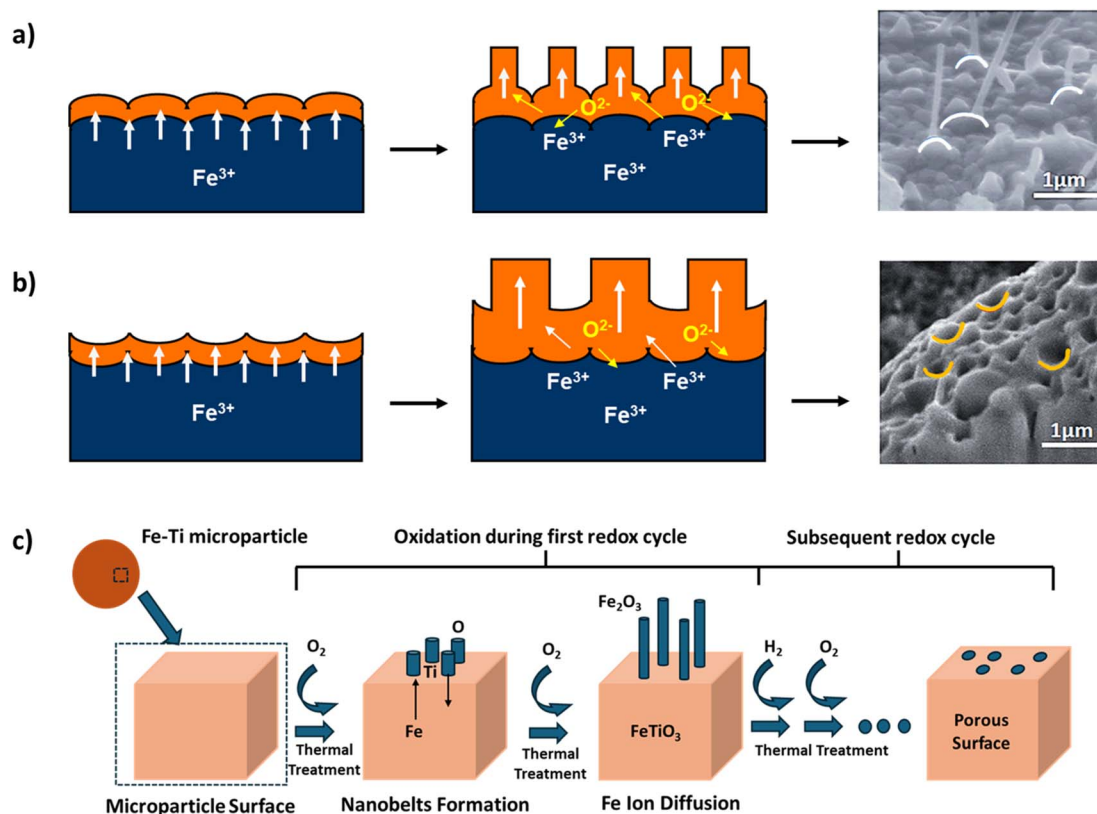 a)
Fe3+
O2-
O2-
Fe3+
Fe3+
Fe3+
1μm
b)
Fe3+
O2-
O2-
Fe3+
Fe3+
Fe3+
1μm
c)
Fe-Ti microparticle
Oxidation during first redox cycle
Subsequent redox cycle
O2
Thermal
Treatment
O
Ti
Fe
O2
Thermal
Treatment
Fe2O3
FeTiO3
H2
O2
Thermal Treatment
Porous
Surface
Microparticle Surface
Nanobelts Formation
Fe Ion Diffusion